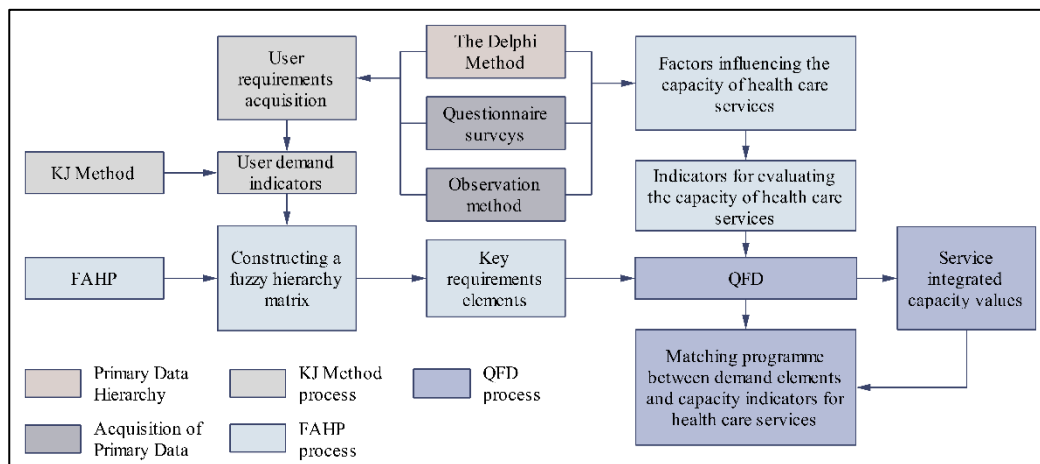 User
requirements
acquisition
The Delphi
Method
Factors influencing the
capacity of health care
services
Questionnaire
surveys
KJ Method
User demand
indicators
Observation
method
Indicators for evaluating
the capacity of health care
services
FAHP
Constructing a
fuzzy hierarchy
matrix
Key
requirements
elements
QFD
Service
integrated
capacity values
Matching programme
between demand elements
and capacity indicators for
health care services
Primary Data
Hierarchy
KJ Method
process
QFD
process
Acquisition of
Primary Data
FAHP
process